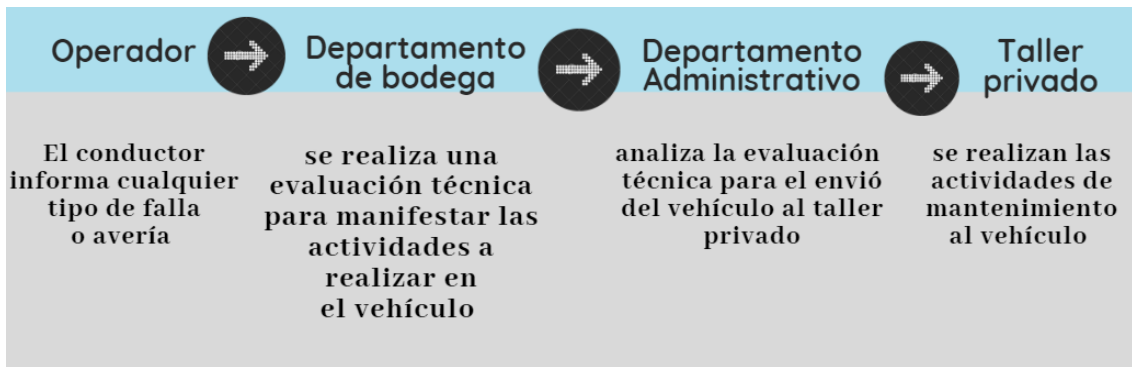 Operador
Departamento
de bodega
Departamento
Administrativo
Taller
privado
El conductor
informa cualquier
tipo de falla
o avería
se realiza una
evaluación técnica
para manifestar las
actividades a
realizar en
el vehículo
analiza la evaluación
técnica para el envió
del vehículo al taller
privado
se realizan las
actividades de
mantenimiento
al vehículo